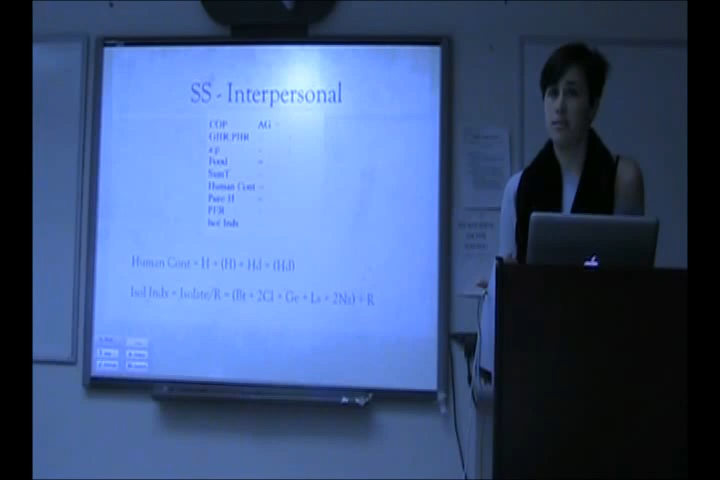 SS - Interpersonal
COP AG -
GHR:PHR
a:p -
Food =
SumT -
Human Cont =
Pure H -
PER -
Isol Indx
Human Cont = H + (H) + Hd + (Hd)
Isol Indx = Isolate/R = (Bt + 2Cl + Ge + Ls + 2Na) ÷ R